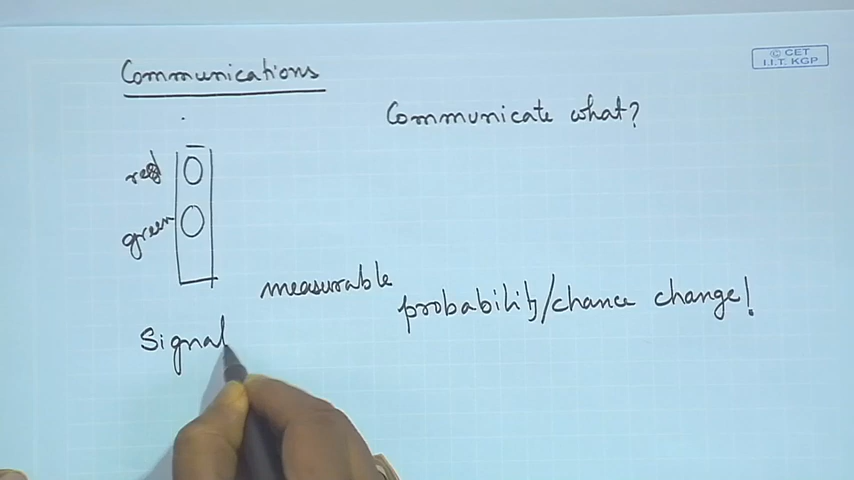 Communications
© CET
I.I.T. KGP
Communicate what?
red
green
measurable
probability/chance change!
Signal